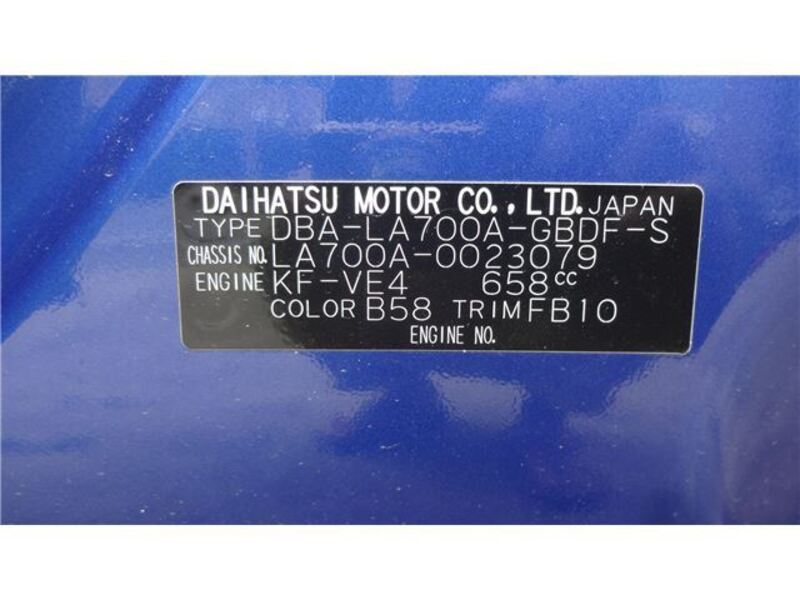 DAIHATSU MOTOR CO., LTD. JAPAN
TYPE DBA-LA700A-GBDF-S
CHASSIS NO. LA700A-0023079
ENGINE KF-VE4 658cc
COLOR B58 TRIM FB10
ENGINE NO.